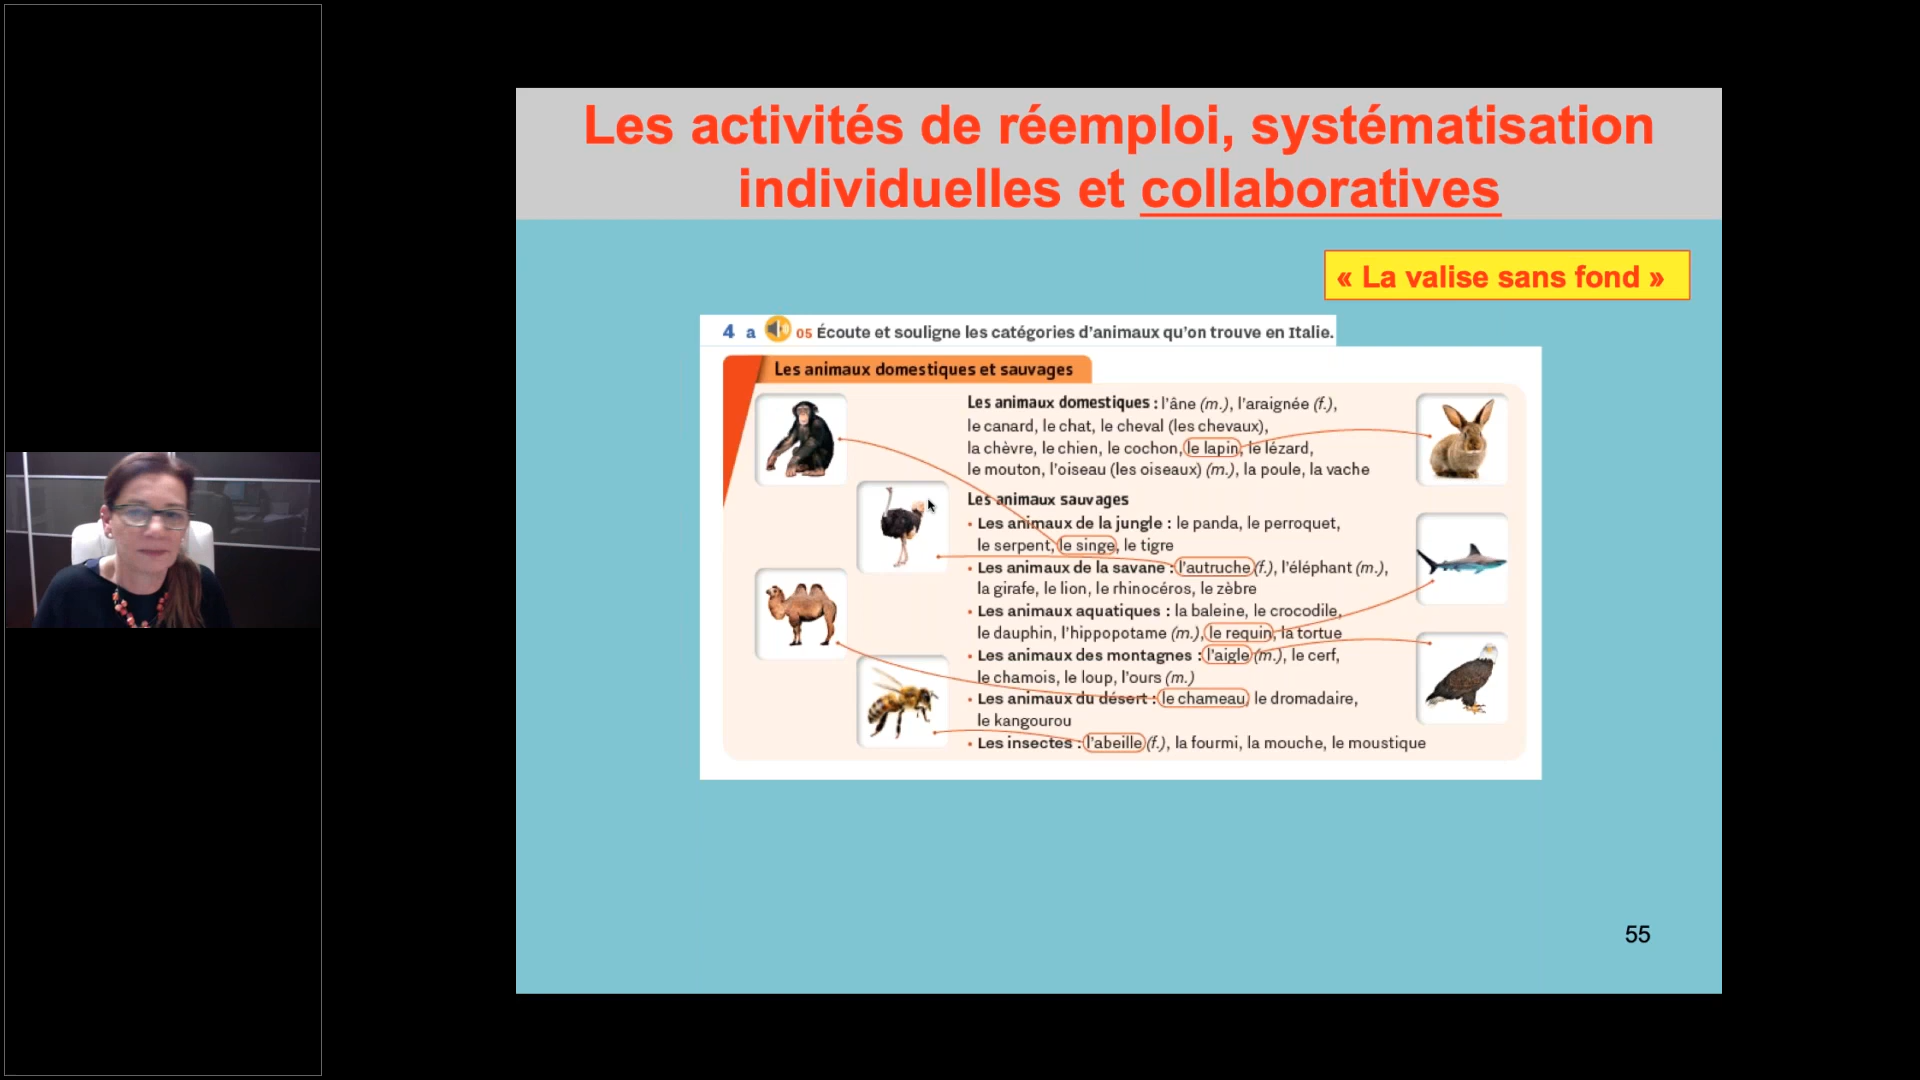 Les activités de réemploi, systématisation
individuelles et collaboratives
« La valise sans fond »
4 a 05 Écoute et souligne les catégories d'animaux qu'on trouve en Italie.
Les animaux domestiques et sauvages
Les animaux domestiques : l'âne (m.), l'araignée (f.),
le canard, le chat, le cheval (les chevaux),
la chèvre, le chien, le cochon, le lapin, le lézard,
le mouton, l'oiseau (les oiseaux) (m.), la poule, la vache
Les animaux sauvages
• Les animaux de la jungle : le panda, le perroquet,
le serpent, le singe, le tigre
• Les animaux de la savane : l'autruche (f.), l'éléphant (m.),
la girafe, le lion, le rhinocéros, le zèbre
• Les animaux aquatiques : la baleine, le crocodile,
le dauphin, l'hippopotame (m.), le requin, la tortue
• Les animaux des montagnes : l'aigle (m.), le cerf,
le chamois, le loup, l'ours (m.)
• Les animaux du désert : le chameau, le dromadaire,
le kangourou
• Les insectes : l'abeille (f.), la fourmi, la mouche, le moustique
55